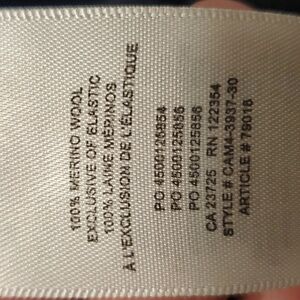 100% MERINO WOOL
EXCLUSIVE OF ELASTIC
100% LAINE MÉRINOS
À L'EXCLUSION DE L'ÉLASTIQUE
PO 4500125854
PO 4500125855
PO 4500125856
CA 23725 RN 122354
STYLE # CAM4-3937-30
ARTICLE # 79016